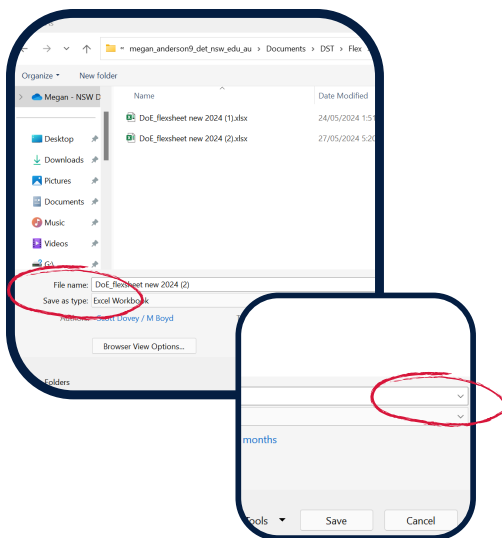 « megan_anderson9_det_nsw_edu_au > Documents > DST > Flex
Organize New folder
Megan - NSW D
Name Date Modified
DoE_flexsheet new 2024 (1).xlsx 24/05/2024 1:51
DoE_flexsheet new 2024 (2).xlsx 27/05/2024 5:20
Desktop
Downloads
Pictures
Documents
Music
Videos
G:\
File name: DoE_flexsheet new 2024 (2)
Save as type: Excel Workbook
Authors: Scott Dovey / M Boyd
Browser View Options...
Folders
months
Tools Save Cancel